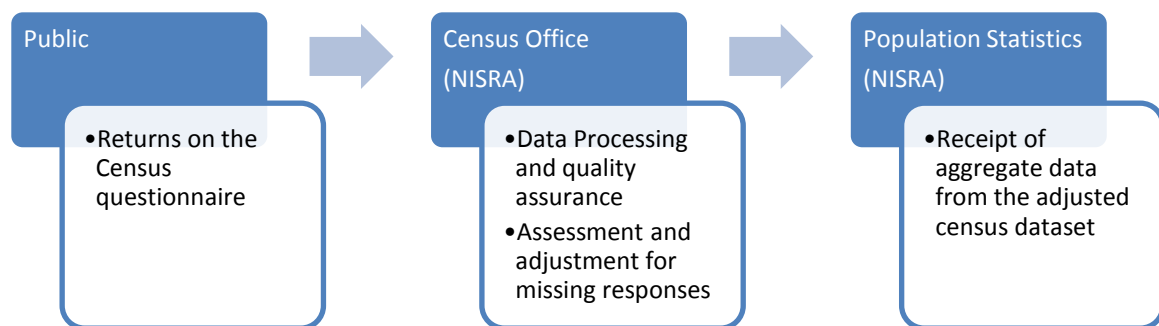 Public
•Returns on the
Census
questionnaire
Census Office
(NISRA)
•Data Processing
and quality
assurance
•Assessment and
adjustment for
missing responses
Population Statistics
(NISRA)
•Receipt of
aggregate data
from the adjusted
census dataset